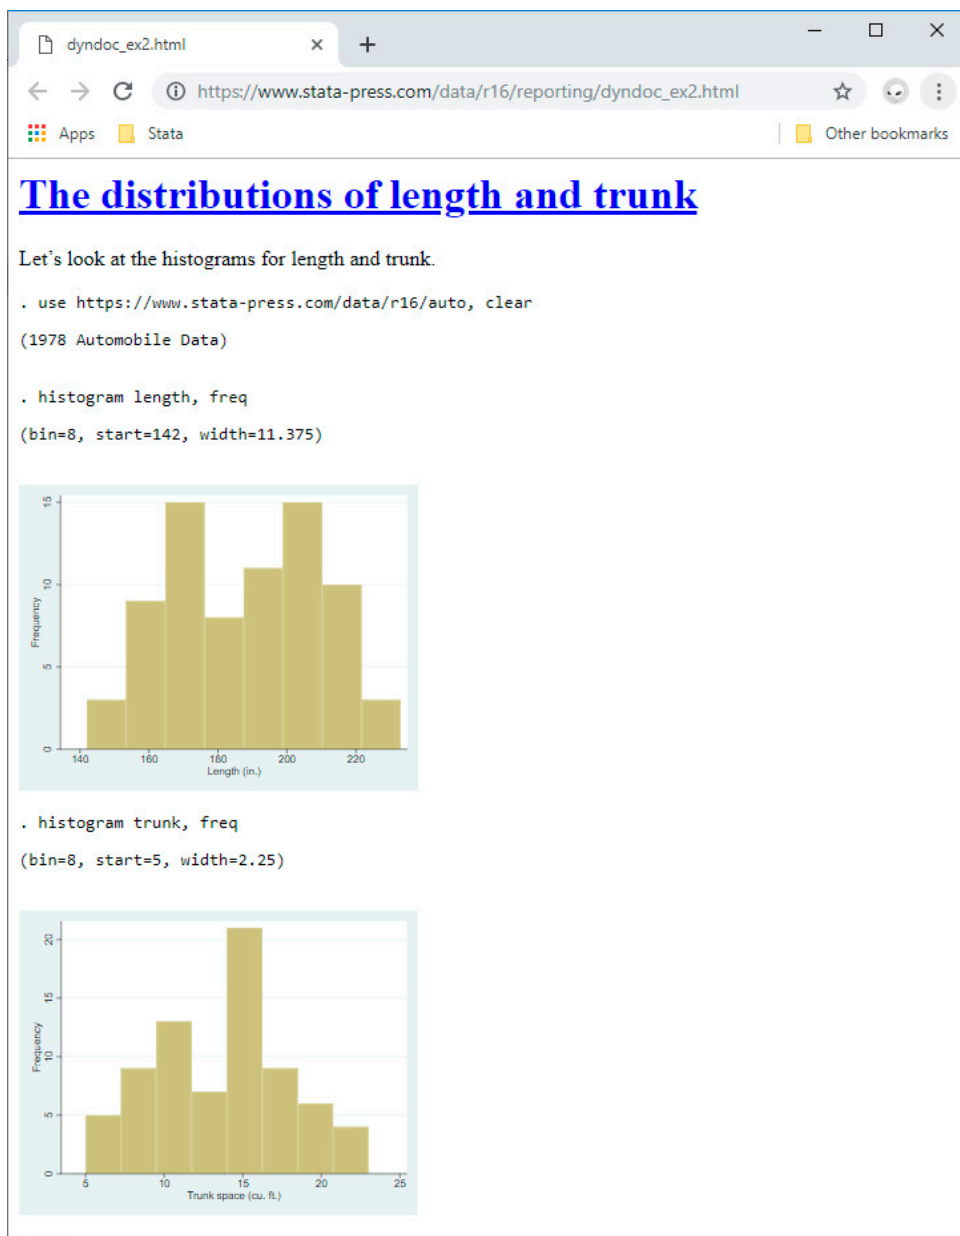 dyndoc_ex2.html
https://www.stata-press.com/data/r16/reporting/dyndoc_ex2.html
Apps Stata Other bookmarks
The distributions of length and trunk
Let's look at the histograms for length and trunk.
. use https://www.stata-press.com/data/r16/auto, clear
(1978 Automobile Data)
. histogram length, freq
(bin=8, start=142, width=11.375)
15
10
5
0
Frequency
140 160 180 200 220
Length (in.)
. histogram trunk, freq
(bin=8, start=5, width=2.25)
20
15
10
5
0
Frequency
5 10 15 20 25
Trunk space (cu. ft.)